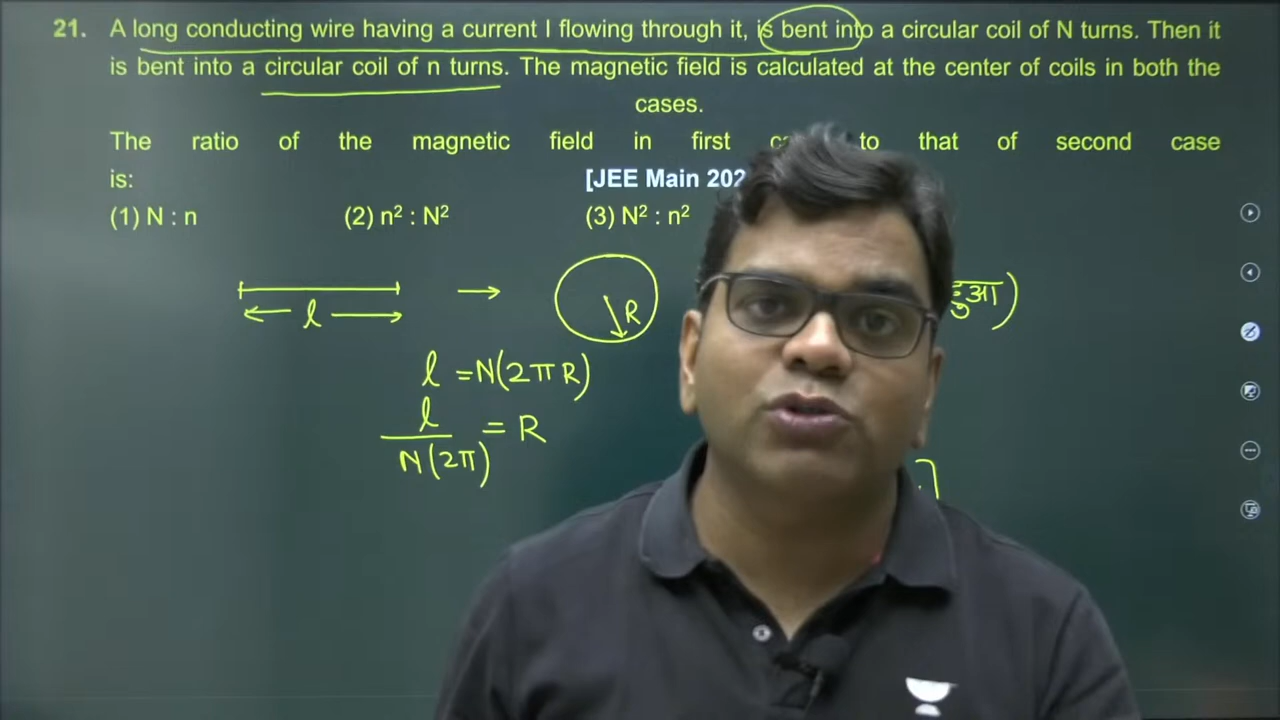 21. A long conducting wire having a current I flowing through it, is bent into a circular coil of N turns. Then it
is bent into a circular coil of n turns. The magnetic field is calculated at the center of coils in both the
cases.
The ratio of the magnetic field in first to that of second case
is: [JEE Main 202
(1) N : n (2) n² : N² (3) N² : n²
l R हुआ)
l = N(2πR)
l/N(2π) = R